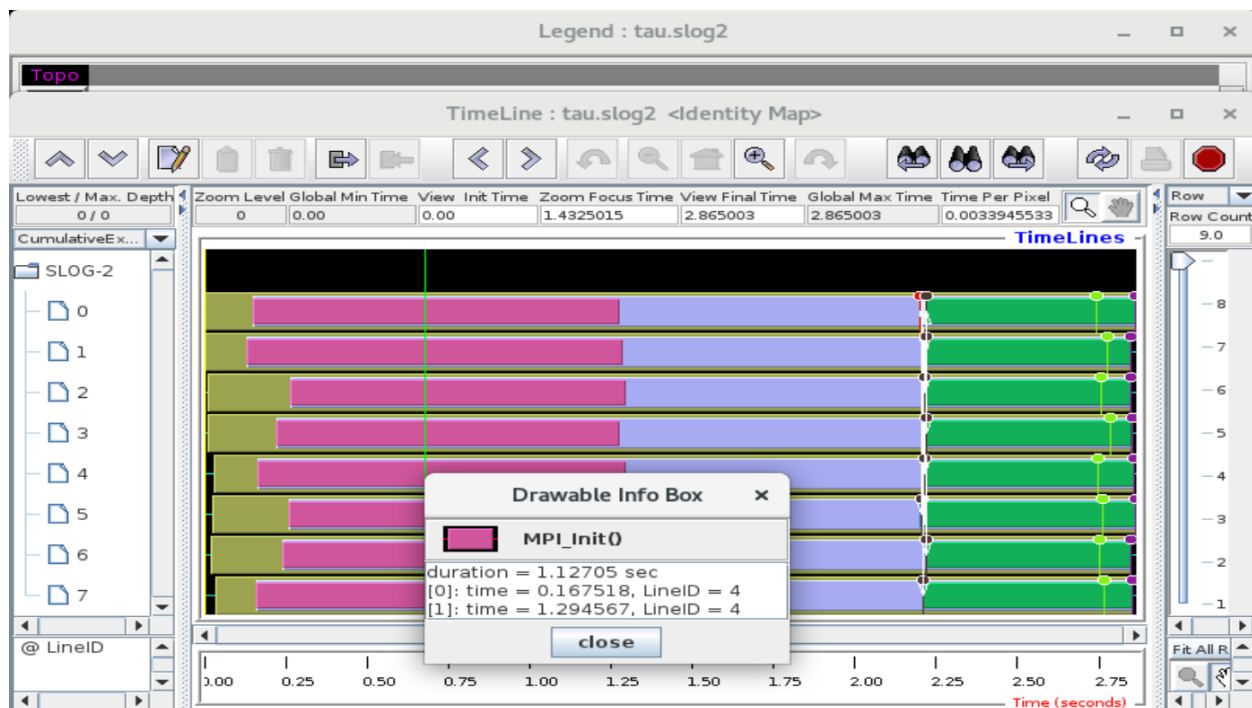 Legend : tau.slog2
Topo
TimeLine : tau.slog2 <Identity Map>
Lowest / Max. Depth
0 / 0
Zoom Level Global Min Time View Init Time Zoom Focus Time View Final Time Global Max Time Time Per Pixel
0 0.00 0.00 1.4325015 2.865003 2.865003 0.0033945533
Row
Row Count
9.0
CumulativeEx...
TimeLines
SLOG-2
0
1
2
3
4
5
6
7
8
7
6
5
4
3
2
1
Drawable Info Box
MPI_Init()
duration = 1.12705 sec
[0]: time = 0.167518, LineID = 4
[1]: time = 1.294567, LineID = 4
close
@ LineID
Fit All R
0.00 0.25 0.50 0.75 1.00 1.25 1.50 1.75 2.00 2.25 2.50 2.75
Time (seconds)